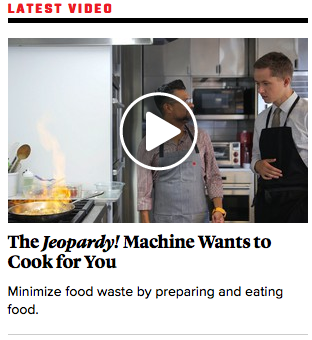 LATEST VIDEO
The Jeopardy! Machine Wants to
Cook for You
Minimize food waste by preparing and eating
food.